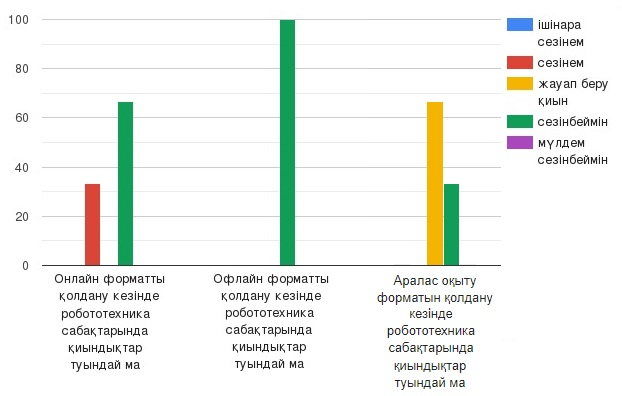 100
80
60
40
20
0
ішінара
сезінем
сезінем
жауап беру
қиын
сезінбеймін
мүлдем
сезінбеймін
Онлайн форматты
қолдану кезінде
робототехника
сабақтарында
қиындықтар
туындай ма
Офлайн форматты
қолдану кезінде
робототехника
сабақтарында
қиындықтар
туындай ма
Аралас оқыту
форматын қолдану
кезінде
робототехника
сабақтарында
қиындықтар
туындай ма